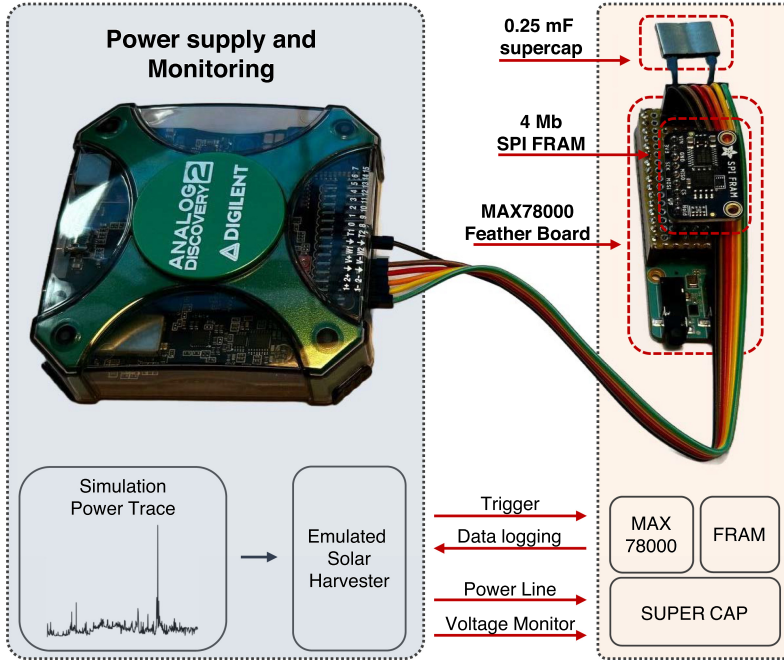 Power supply and
Monitoring
ANALOG
DISCOVERY 2
DIGILENT
0.25 mF
supercap
4 Mb
SPI FRAM
MAX78000
Feather Board
SPI FRAM
Simulation
Power Trace
Emulated
Solar
Harvester
Trigger
Data logging
Power Line
Voltage Monitor
MAX
78000
FRAM
SUPER CAP